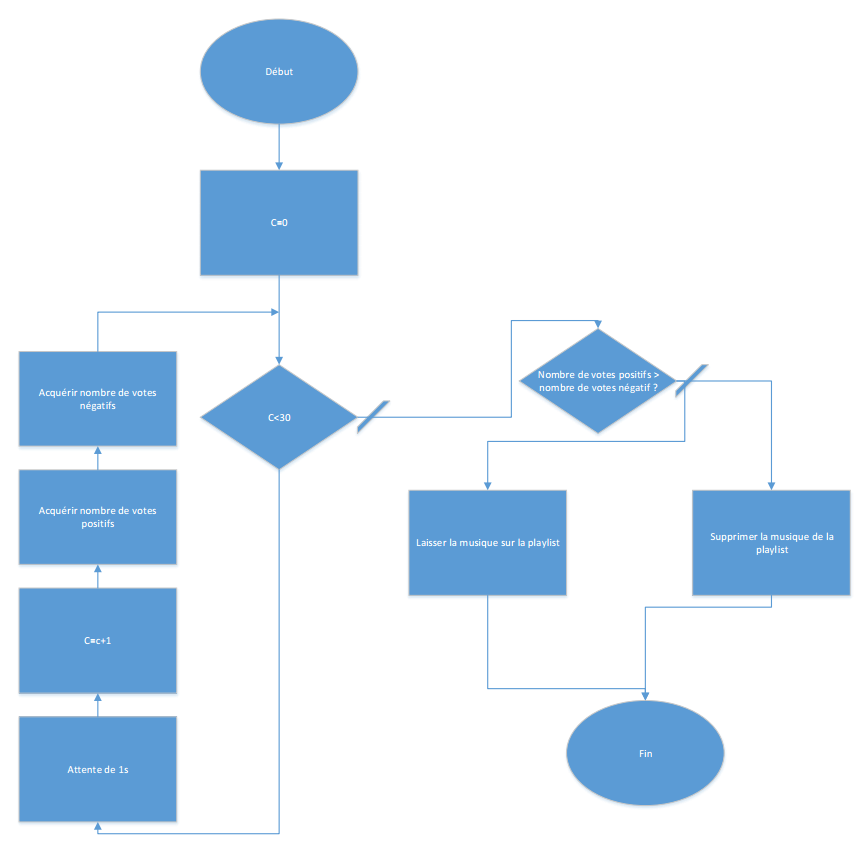 Début
C=0
C<30
Nombre de votes positifs >
nombre de votes négatif ?
Acquérir nombre de votes
négatifs
Acquérir nombre de votes
positifs
C=c+1
Attente de 1s
Laisser la musique sur la playlist
Supprimer la musique de la
playlist
Fin